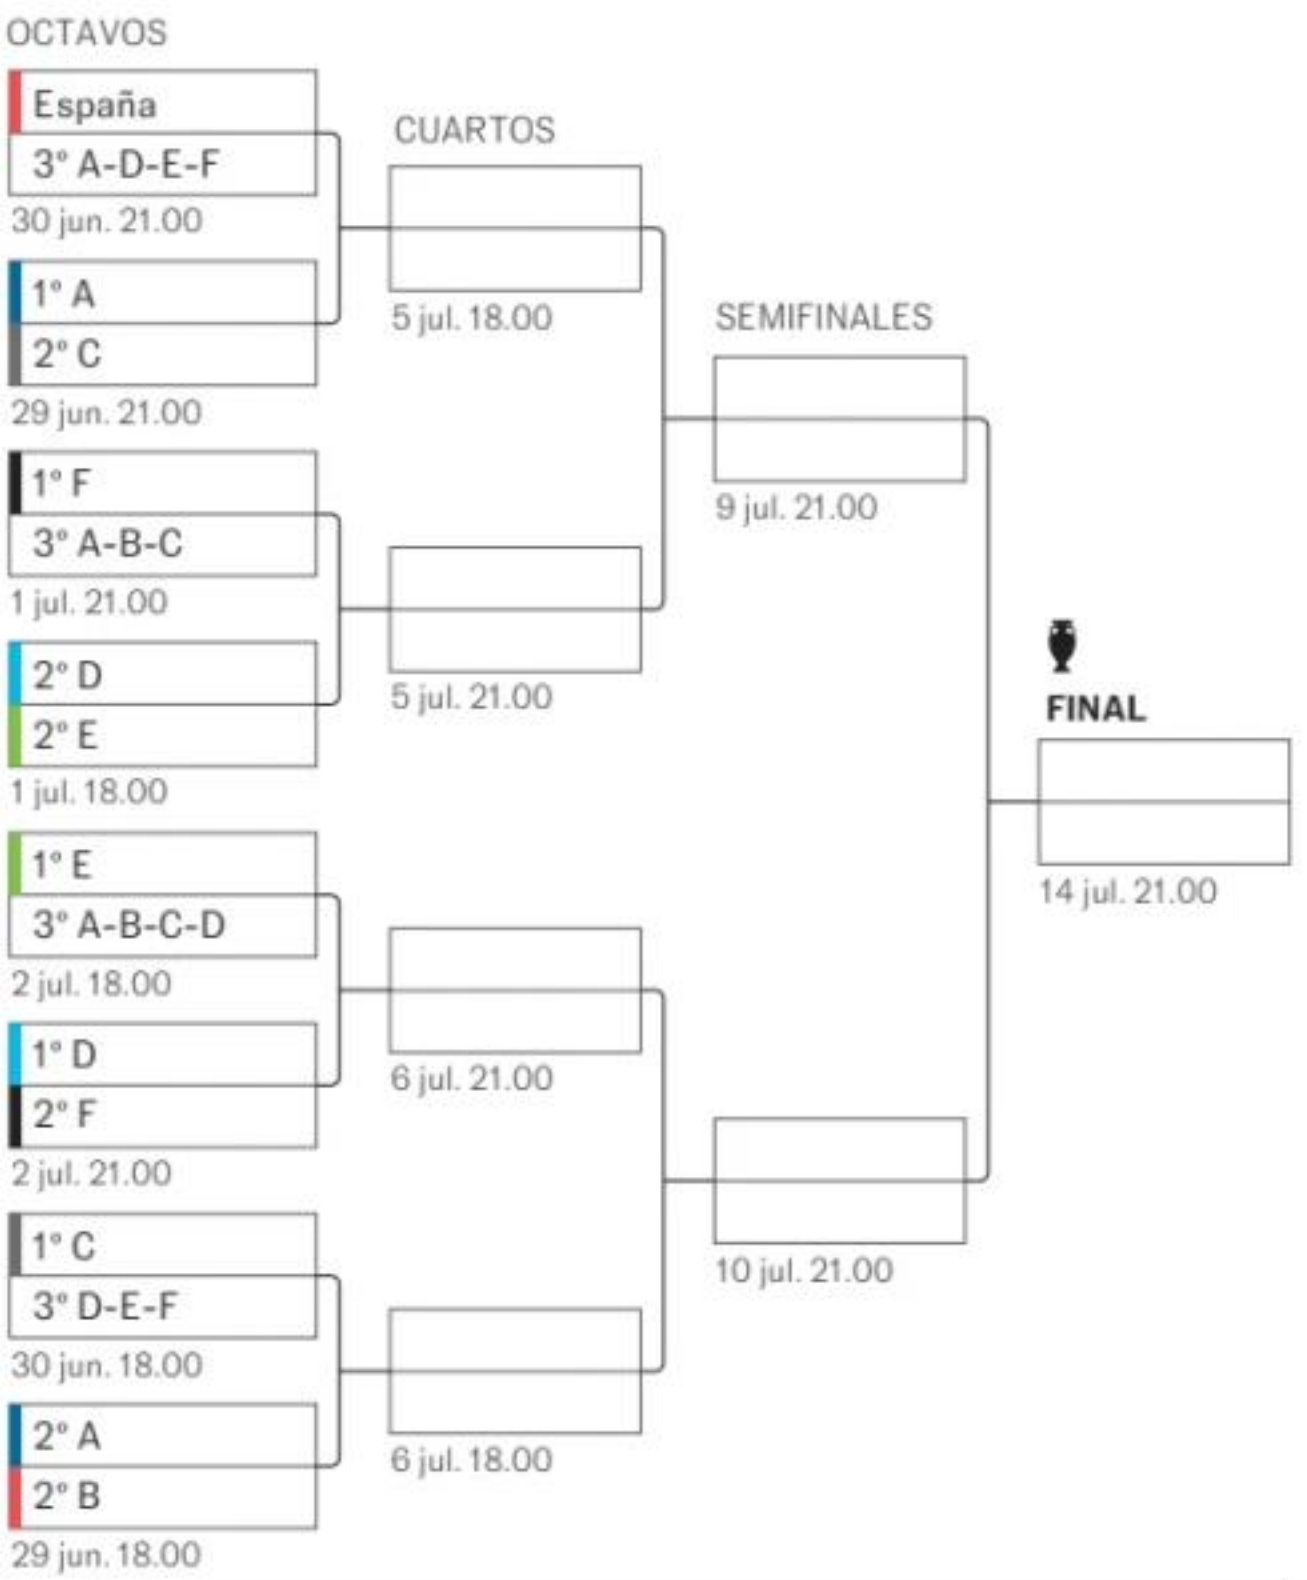 OCTAVOS
España
3º A-D-E-F
30 jun. 21.00
1º A
2º C
29 jun. 21.00
1º F
3º A-B-C
1 jul. 21.00
2º D
2º E
1 jul. 18.00
1º E
3º A-B-C-D
2 jul. 18.00
1º D
2º F
2 jul. 21.00
1º C
3º D-E-F
30 jun. 18.00
2º A
2º B
29 jun. 18.00
CUARTOS
5 jul. 18.00
5 jul. 21.00
6 jul. 21.00
6 jul. 18.00
SEMIFINALES
9 jul. 21.00
10 jul. 21.00
FINAL
14 jul. 21.00